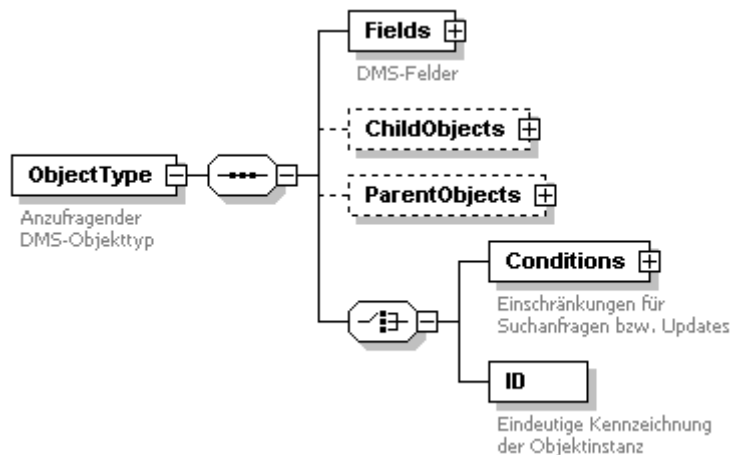 Fields
DMS-Felder
ChildObjects
ObjectType
Anzufragender
DMS-Objekttyp
ParentObjects
Conditions
Einschränkungen für
Suchanfragen bzw. Updates
ID
Eindeutige Kennzeichnung
der Objektinstanz